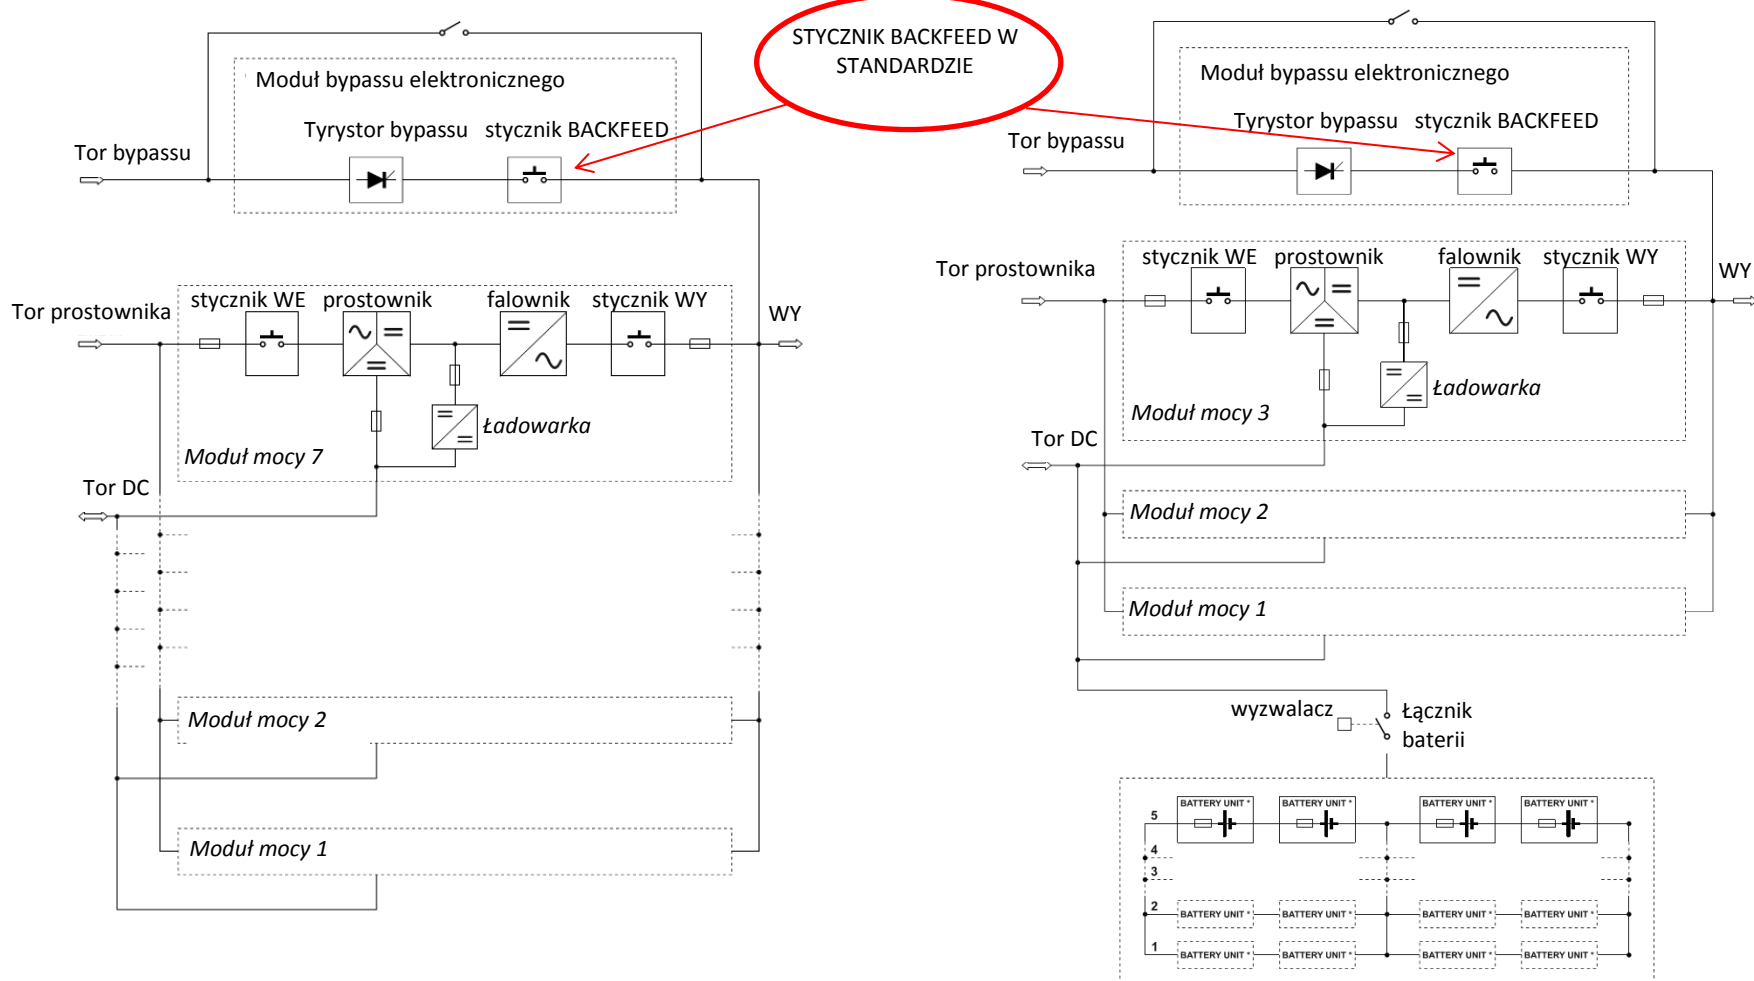 STYCZNIK BACKFEED W
STANDARDZIE
Moduł bypassu elektronicznego
Tyrystor bypassu
stycznik BACKFEED
Tor bypassu
stycznik WE
prostownik
falownik
stycznik WY
Tor prostownika
WY
Ładowarka
Moduł mocy 7
Tor DC
Moduł mocy 2
Moduł mocy 1
Moduł bypassu elektronicznego
Tyrystor bypassu
stycznik BACKFEED
Tor bypassu
stycznik WE
prostownik
falownik
stycznik WY
Tor prostownika
WY
Ładowarka
Moduł mocy 3
Tor DC
Moduł mocy 2
Moduł mocy 1
wyzwalacz
Łącznik
baterii
BATTERY UNIT * BATTERY UNIT * BATTERY UNIT * BATTERY UNIT *
5
4
3
2 BATTERY UNIT * BATTERY UNIT * BATTERY UNIT * BATTERY UNIT *
1 BATTERY UNIT * BATTERY UNIT * BATTERY UNIT * BATTERY UNIT *